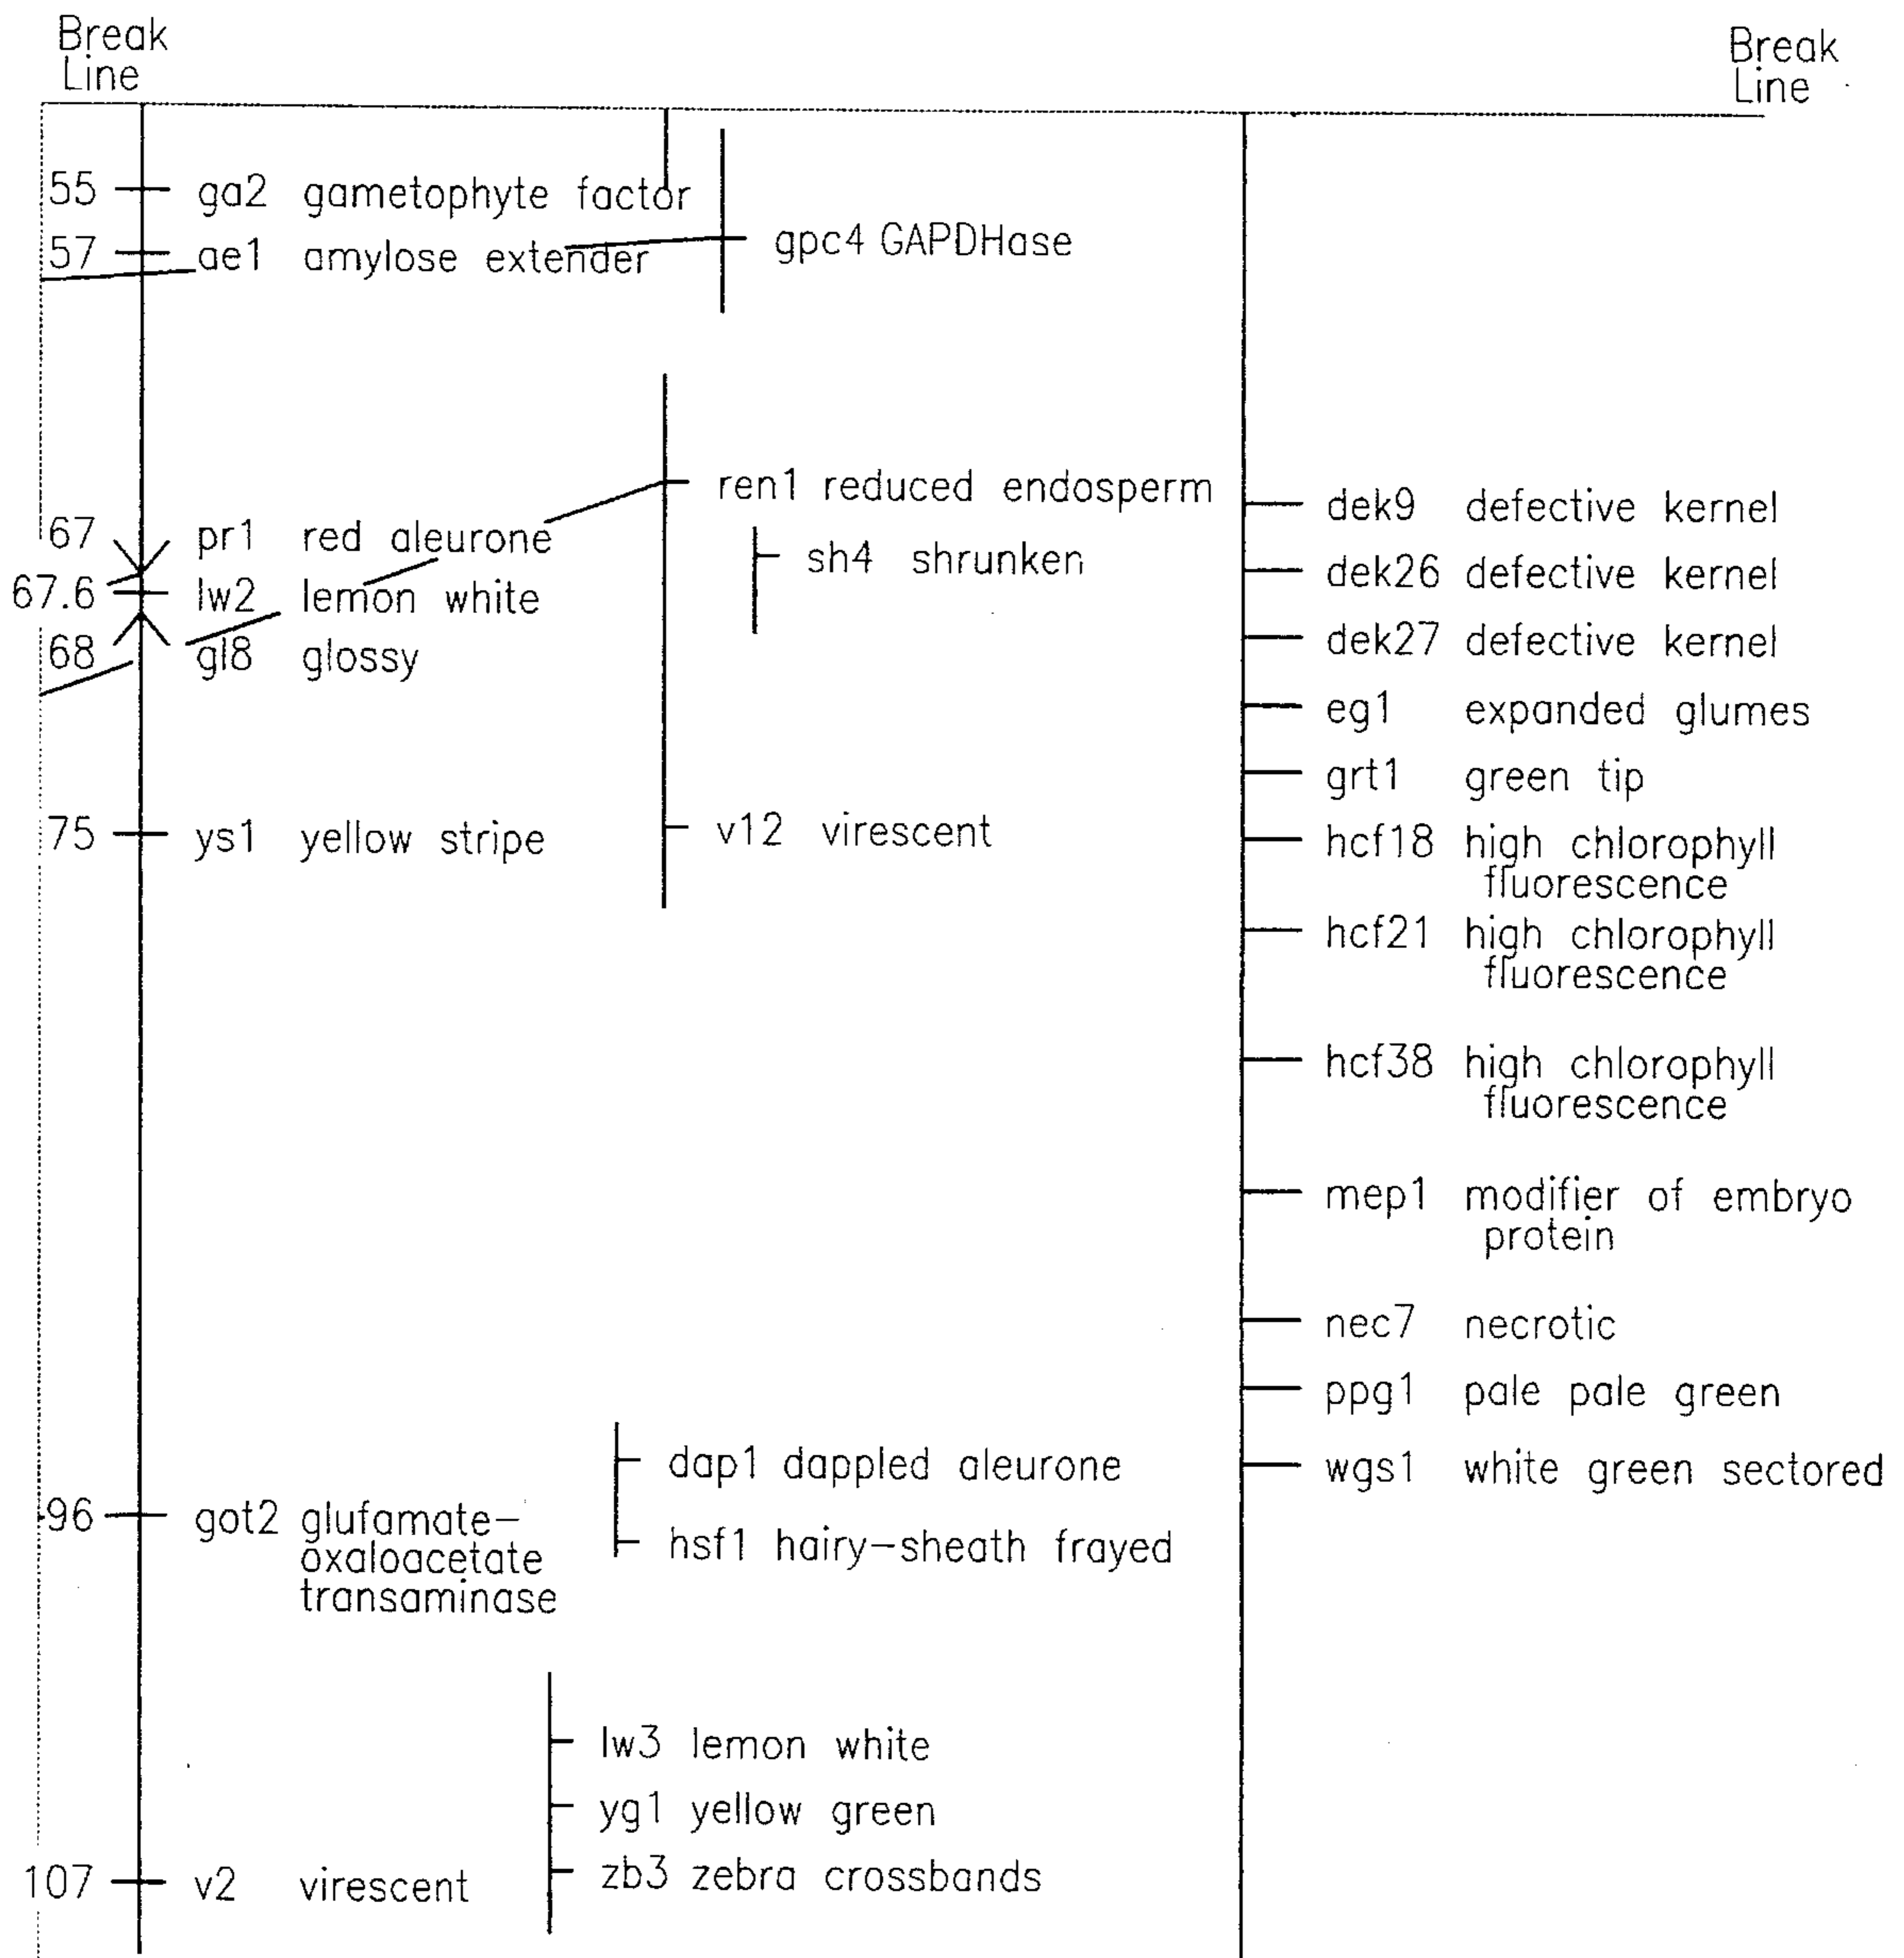 Break
Line
Break
Line
55 ga2 gametophyte factor
57 ae1 amylose extender
gpc4 GAPDHase
67 pr1 red aleurone
67.6 lw2 lemon white
68 gl8 glossy
75 ys1 yellow stripe
96 got2 glufamate-
oxaloacetate
transaminase
107 v2 virescent
ren1 reduced endosperm
sh4 shrunken
v12 virescent
dap1 dappled aleurone
hsf1 hairy-sheath frayed
lw3 lemon white
yg1 yellow green
zb3 zebra crossbands
dek9 defective kernel
dek26 defective kernel
dek27 defective kernel
eg1 expanded glumes
grt1 green tip
hcf18 high chlorophyll
fluorescence
hcf21 high chlorophyll
fluorescence
hcf38 high chlorophyll
fluorescence
mep1 modifier of embryo
protein
nec7 necrotic
ppg1 pale pale green
wgs1 white green sectored